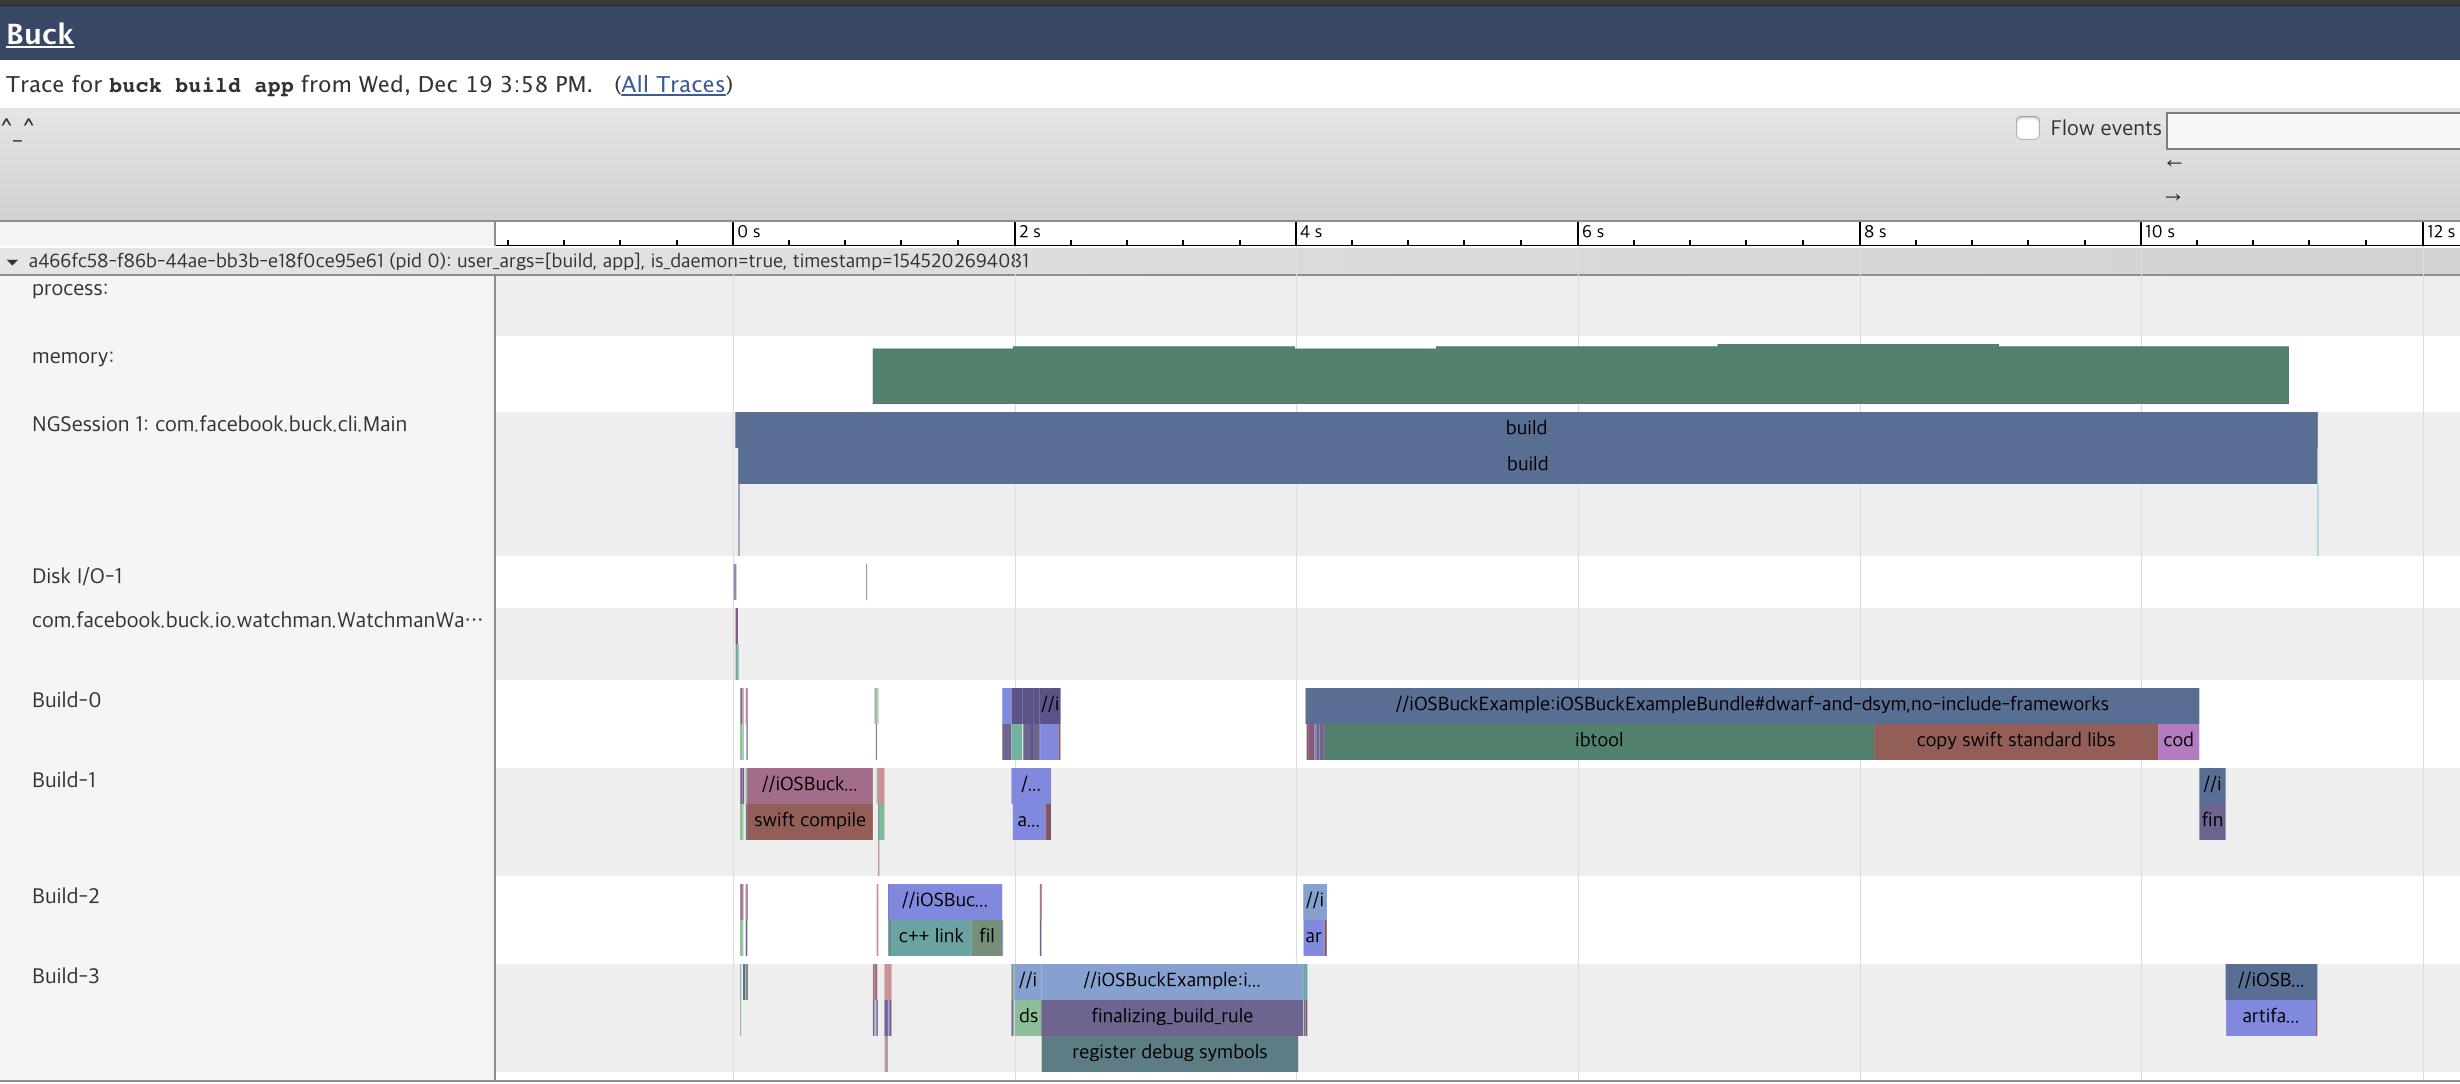 Buck
Trace for buck build app from Wed, Dec 19 3:58 PM. (All Traces)
^_^
Flow events
←
→
0 s 2 s 4 s 6 s 8 s 10 s 12 s
a466fc58-f86b-44ae-bb3b-e18f0ce95e61 (pid 0): user_args=[build, app], is_daemon=true, timestamp=1545202694081
process:
memory:
NGSession 1: com.facebook.buck.cli.Main
build
build
Disk I/O-1
com.facebook.buck.io.watchman.WatchmanWa…
Build-0
//i //iOSBuckExample:iOSBuckExampleBundle#dwarf-and-dsym,no-include-frameworks
ibtool copy swift standard libs cod
Build-1
//iOSBuck... /... //i
swift compile a... fin
Build-2
//iOSBuc... //i
c++ link fil ar
Build-3
//i //iOSBuckExample:i... //iOSB...
ds finalizing_build_rule artifa...
register debug symbols